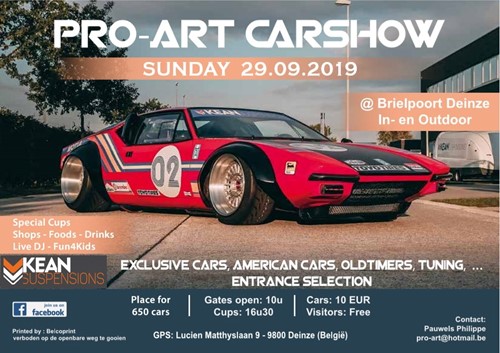 PRO-ART CARSHOW
SUNDAY 29.09.2019
@ Brielpoort Deinze
In- en Outdoor
KEAN
02
Special Cups
Shops - Foods - Drinks
Live DJ - Fun4Kids
KEAN
SUSPENSIONS
EXCLUSIVE CARS, AMERICAN CARS, OLDTIMERS, TUNING, ...
ENTRANCE SELECTION
join us on
facebook
Place for
650 cars
Gates open: 10u
Cups: 16u30
Cars: 10 EUR
Visitors: Free
Contact:
Pauwels Philippe
pro-art@hotmail.be
Printed by : Beicoprint
verboden op de openbare weg te gooien
GPS: Lucien Matthyslaan 9 - 9800 Deinze (België)